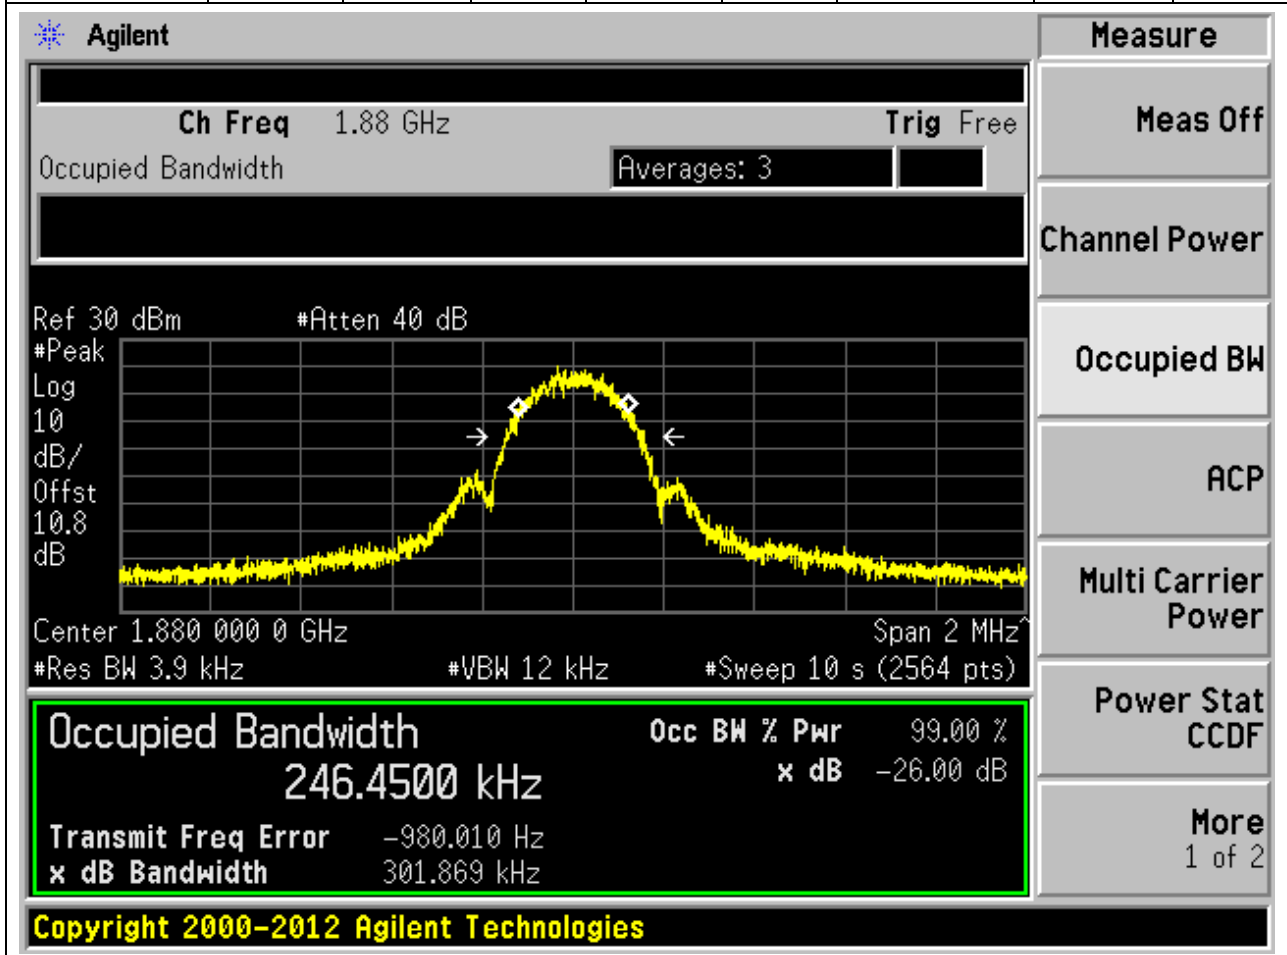 Agilent
Measure
Ch Freq 1.88 GHz Trig Free
Meas Off
Occupied Bandwidth Averages: 3
Channel Power
Ref 30 dBm #Atten 40 dB
#Peak
Log
10
dB/
Offst
10.8
dB
Occupied BW
ACP
Multi Carrier
Power
Center 1.880 000 0 GHz Span 2 MHz^
#Res BW 3.9 kHz #VBW 12 kHz #Sweep 10 s (2564 pts)
Power Stat
CCDF
Occupied Bandwidth Occ BW % Pwr 99.00 %
246.4500 kHz x dB -26.00 dB
Transmit Freq Error -980.010 Hz
x dB Bandwidth 301.869 kHz
More
1 of 2
Copyright 2000-2012 Agilent Technologies